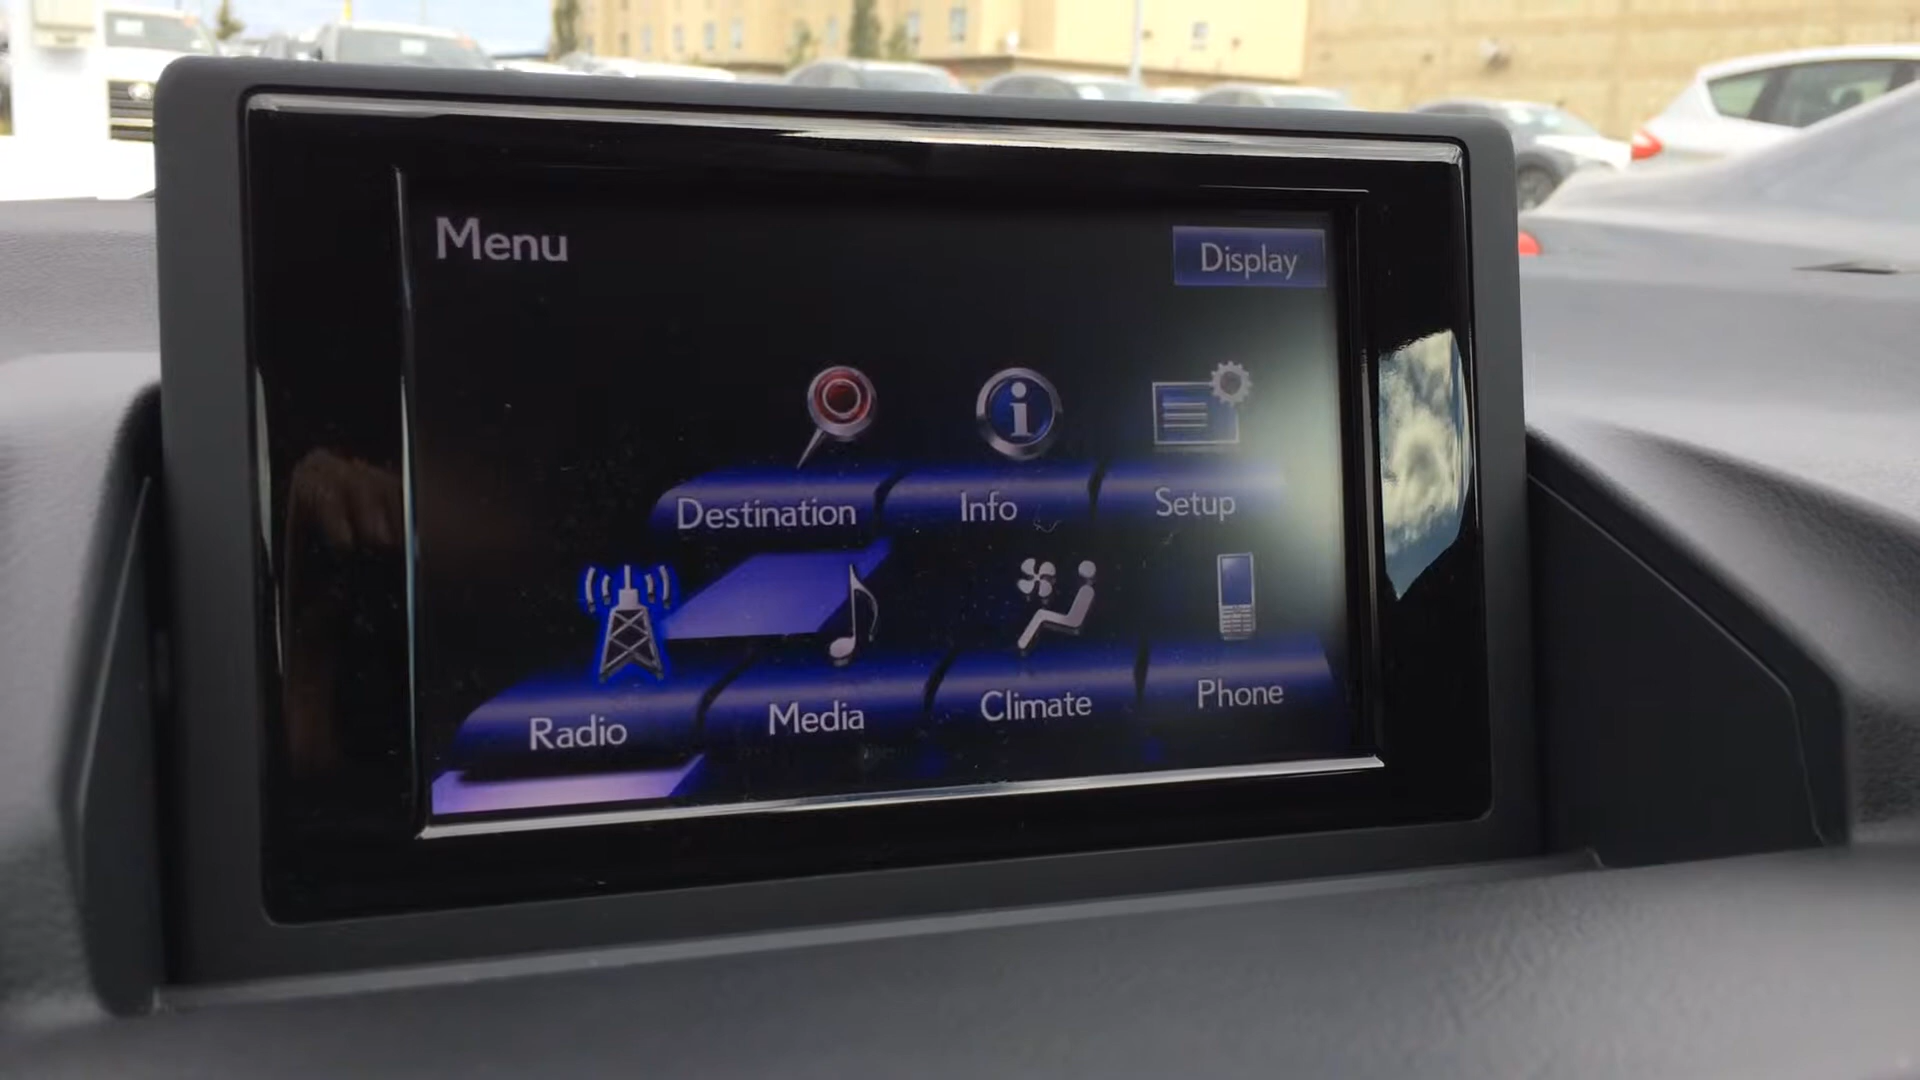 Menu
Display
Destination
Info
Setup
Radio
Media
Climate
Phone